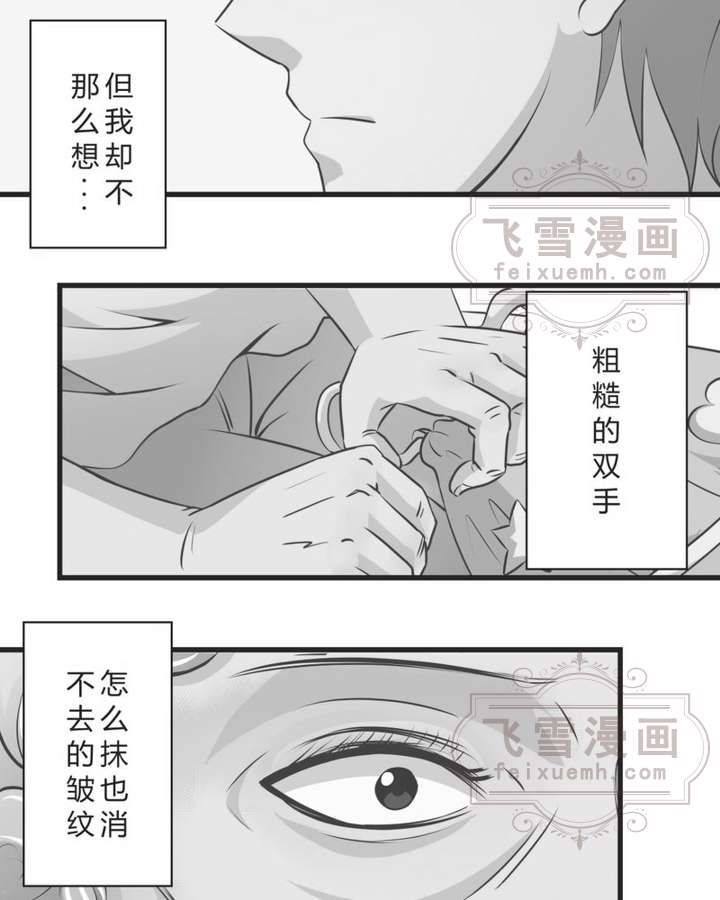 但我却不
那么想…
飞雪漫画
feixuemh.com
粗糙的双手
怎么抹也消
不去的皱纹
飞雪漫画
feixuemh.com